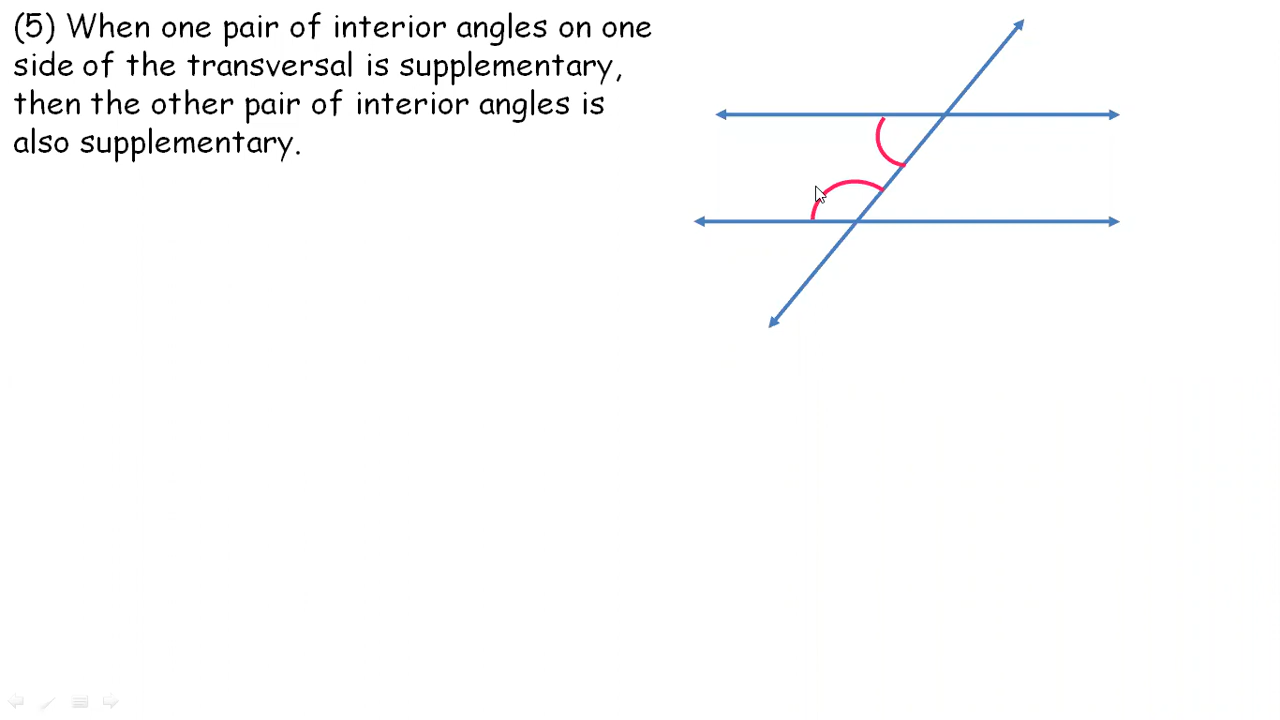 (5) When one pair of interior angles on one
side of the transversal is supplementary,
then the other pair of interior angles is
also supplementary.